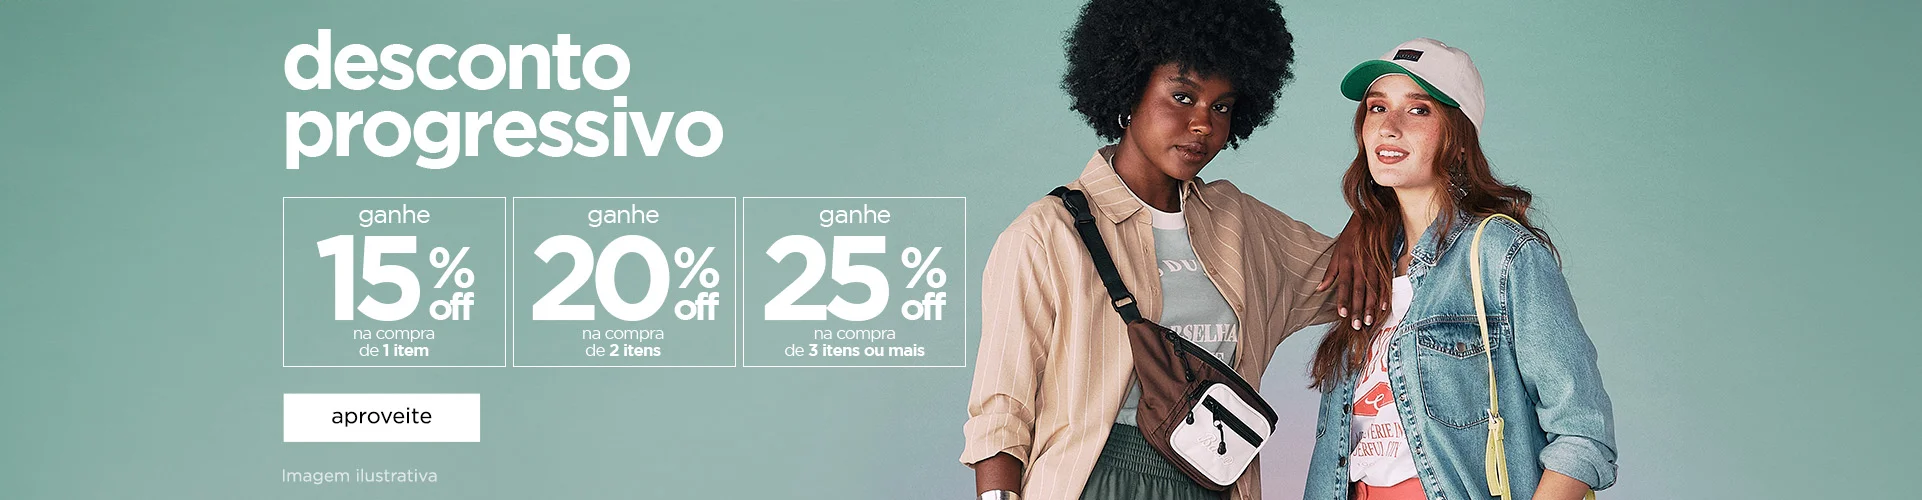 desconto
progressivo
ganhe
15%
off
na compra
de 1 item
ganhe
20%
off
na compra
de 2 itens
ganhe
25%
off
na compra
de 3 itens ou mais
aproveite
Imagem ilustrativa